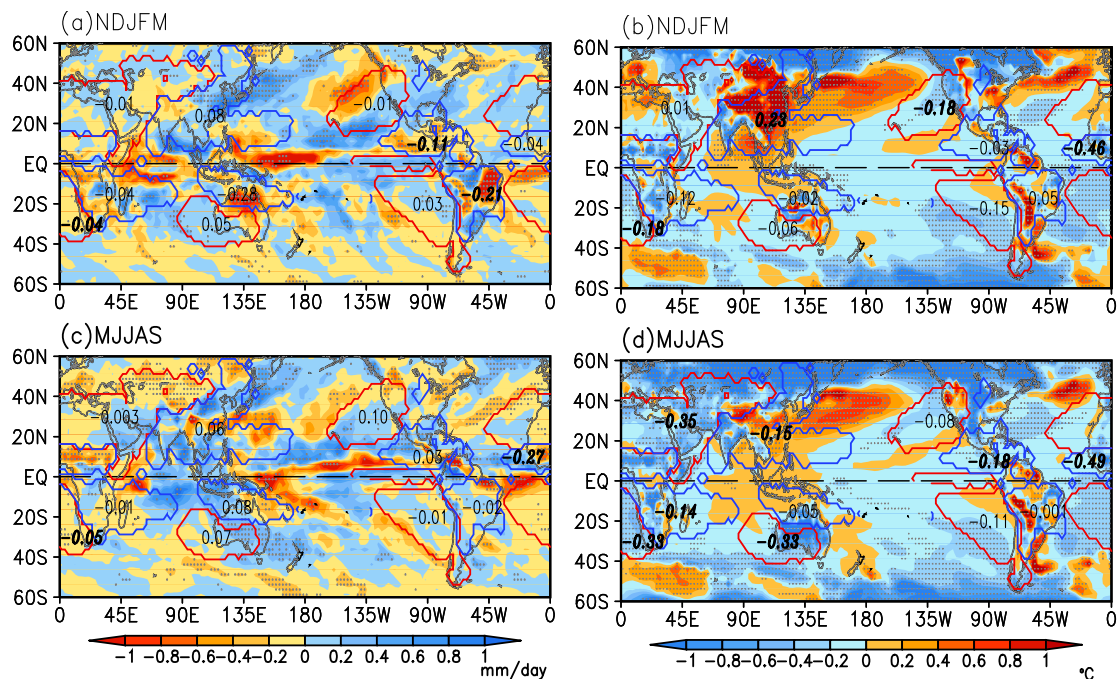 (a)NDJFM
60N
40N
20N
EQ
20S
40S
60S
0.01
0.08
-0.01
-0.11
-0.04
-0.04
-0.28
-0.21
-0.04
0.05
0.03
0 45E 90E 135E 180 135W 90W 45W 0
(b)NDJFM
60N
40N
20N
EQ
20S
40S
60S
0.01
0.23
-0.18
-0.03
-0.46
-0.12
-0.02
-0.15
0.05
-0.18
-0.06
0 45E 90E 135E 180 135W 90W 45W 0
(c)MJJAS
60N
40N
20N
EQ
20S
40S
60S
-0.003
0.06
0.10
0.03
-0.27
-0.01
0.08
-0.01
-0.02
-0.05
0.07
0 45E 90E 135E 180 135W 90W 45W 0
(d)MJJAS
60N
40N
20N
EQ
20S
40S
60S
-0.35
-0.15
-0.08
-0.18
-0.49
-0.14
-0.11
-0.001
-0.33
-0.33
0 45E 90E 135E 180 135W 90W 45W 0
-1 -0.8 -0.6 -0.4 -0.2 0 0.2 0.4 0.6 0.8 1
mm/day
-1 -0.8 -0.6 -0.4 -0.2 0 0.2 0.4 0.6 0.8 1
°C